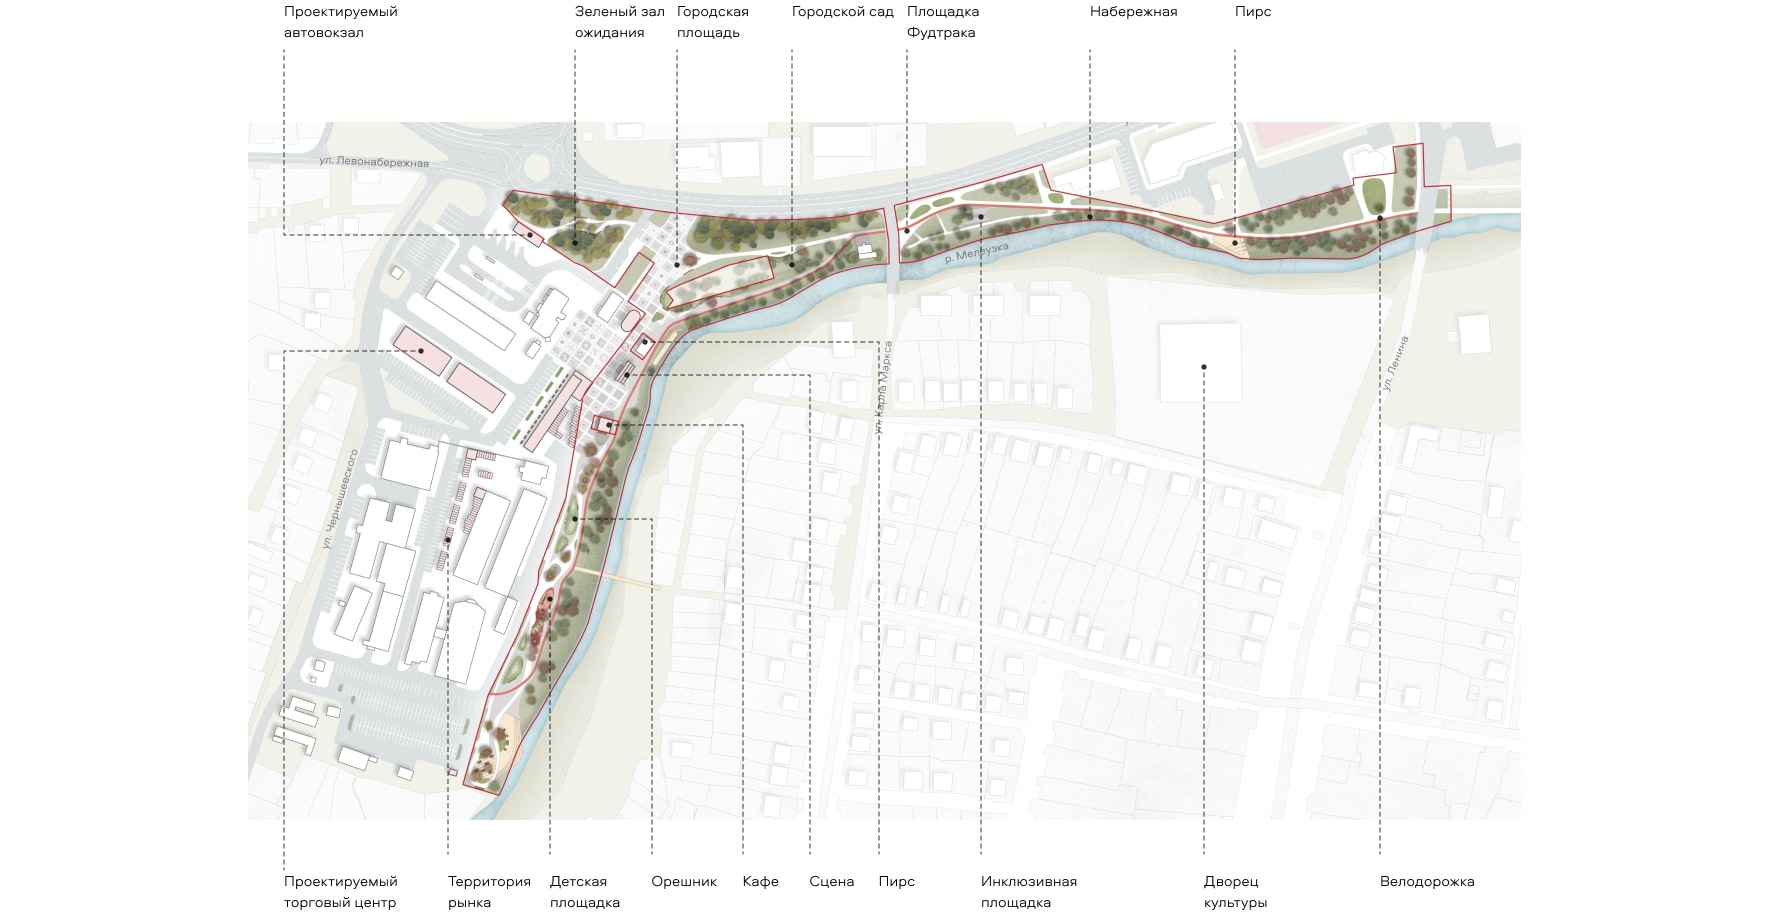 Проектируемый
автовокзал
Зеленый зал
ожидания
Городская
площадь
Городской сад
Площадка
Фудтрака
Набережная
Пирс
ул. Левонабережная
р. Мелеузка
ул. Карла Маркса
ул. Ленина
ул. Чернышевского
Проектируемый
торговый центр
Территория
рынка
Детская
площадка
Орешник
Кафе
Сцена
Пирс
Инклюзивная
площадка
Дворец
культуры
Велодорожка